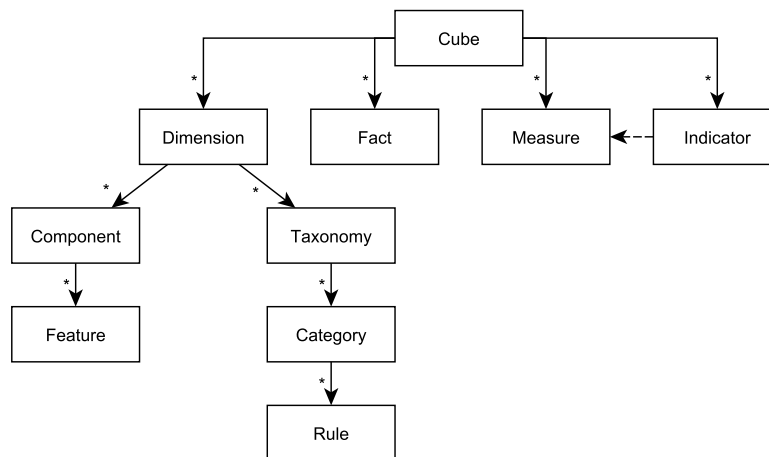 Cube
* * * *
Dimension Fact Measure Indicator
* *
Component Taxonomy
* *
Feature Category
*
Rule